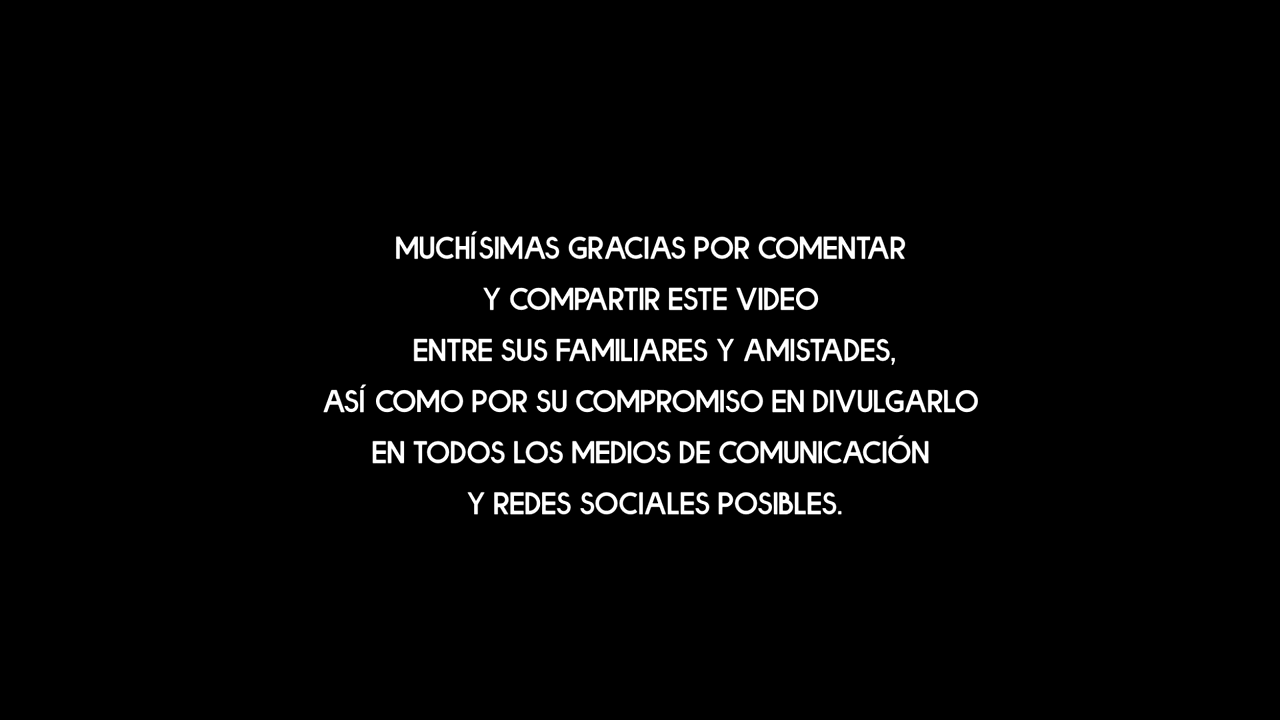 MUCHÍSIMAS GRACIAS POR COMENTAR
Y COMPARTIR ESTE VIDEO
ENTRE SUS FAMILIARES Y AMISTADES,
ASÍ COMO POR SU COMPROMISO EN DIVULGARLO
EN TODOS LOS MEDIOS DE COMUNICACIÓN
Y REDES SOCIALES POSIBLES.